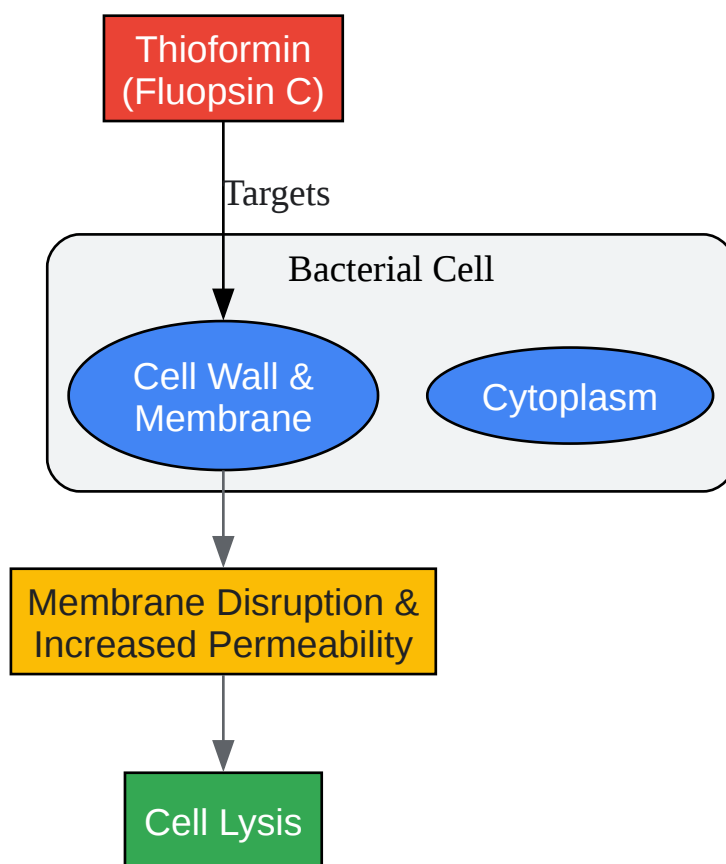 Thioformin
(Fluopsin C)
Targets
Bacterial Cell
Cell Wall &
Membrane
Cytoplasm
Membrane Disruption &
Increased Permeability
Cell Lysis